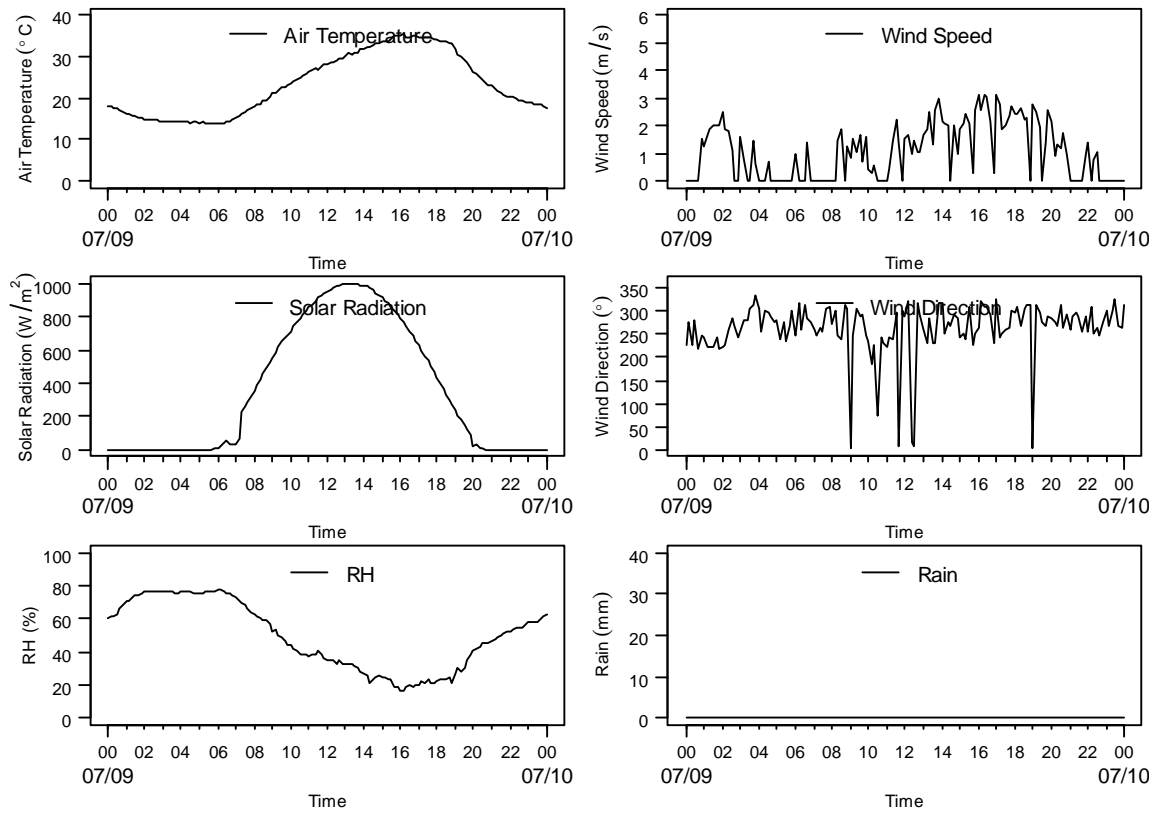 Air Temperature (°C)
40
30
20
10
0
Air Temperature
00 02 04 06 08 10 12 14 16 18 20 22 00
07/09 07/10
Time
Wind Speed (m/s)
6
5
4
3
2
1
0
Wind Speed
00 02 04 06 08 10 12 14 16 18 20 22 00
07/09 07/10
Time
Solar Radiation (W/m²)
1000
800
600
400
200
0
Solar Radiation
00 02 04 06 08 10 12 14 16 18 20 22 00
07/09 07/10
Time
Wind Direction (°)
350
300
250
200
150
100
50
0
Wind Direction
00 02 04 06 08 10 12 14 16 18 20 22 00
07/09 07/10
Time
RH (%)
100
80
60
40
20
0
RH
00 02 04 06 08 10 12 14 16 18 20 22 00
07/09 07/10
Time
Rain (mm)
40
30
20
10
0
Rain
00 02 04 06 08 10 12 14 16 18 20 22 00
07/09 07/10
Time